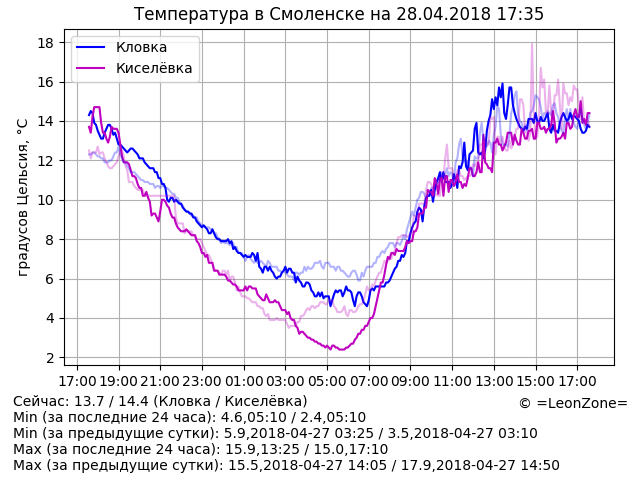 Температура в Смоленске на 28.04.2018 17:35
Кловка
Киселёвка
градусов Цельсия, °C
18
16
14
12
10
8
6
4
2
17:00 19:00 21:00 23:00 01:00 03:00 05:00 07:00 09:00 11:00 13:00 15:00 17:00
Сейчас: 13.7 / 14.4 (Кловка / Киселёвка)
© =LeonZone=
Min (за последние 24 часа): 4.6,05:10 / 2.4,05:10
Min (за предыдущие сутки): 5.9,2018-04-27 03:25 / 3.5,2018-04-27 03:10
Max (за последние 24 часа): 15.9,13:25 / 15.0,17:10
Max (за предыдущие сутки): 15.5,2018-04-27 14:05 / 17.9,2018-04-27 14:50